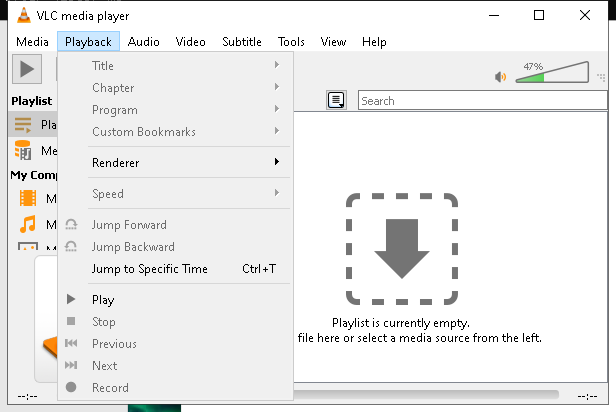 VLC media player
Media Playback Audio Video Subtitle Tools View Help
47%
Search
Playlist
Pla
Me
My Comp
M
M
M
Title
Chapter
Program
Custom Bookmarks
Renderer
Speed
Jump Forward
Jump Backward
Jump to Specific Time Ctrl+T
Play
Stop
Previous
Next
Record
Playlist is currently empty.
file here or select a media source from the left.
--:-- --:--